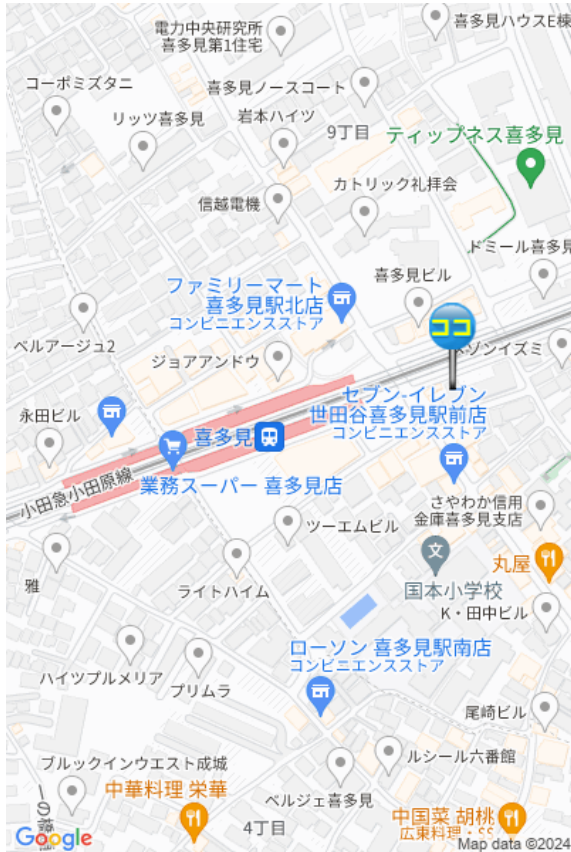 電力中央研究所
喜多見第1住宅
喜多見ハウスE棟
コーポミズタニ
喜多見ノースコート
リッツ喜多見
岩本ハイツ
9丁目
ティップネス喜多見
カトリック礼拝会
信越電機
ドミール喜多見
ファミリーマート
喜多見駅北店
コンビニエンスストア
喜多見ビル
ココ
ベルアージュ2
ジョアアンドウ
ゾンイズミ
セブン-イレブン
世田谷喜多見駅前店
コンビニエンスストア
永田ビル
喜多見
小田急小田原線
業務スーパー 喜多見店
さやわか信用
金庫喜多見支店
ツーエムビル
文
丸屋
雅
ライトハイム
国本小学校
K・田中ビル
ローソン 喜多見駅南店
コンビニエンスストア
ハイツプルメリア
プリムラ
尾崎ビル
ルシール六番館
ブルックインウエスト成城
中華料理 栄華
ベルジェ喜多見
一の橋
中国菜 胡桃
広東料理・SS
4丁目
Google
Map data ©2024